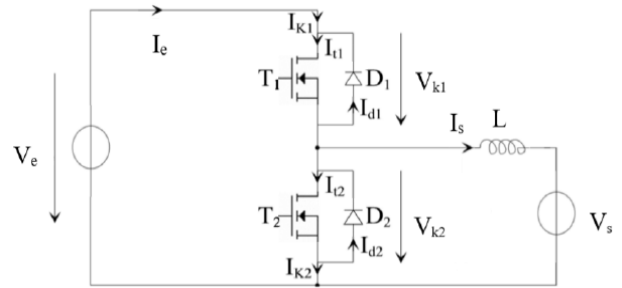 I_K1
I_e
I_t1
T_1
D_1
V_k1
I_d1
I_s
L
V_e
I_t2
T_2
D_2
V_k2
V_s
I_d2
I_K2